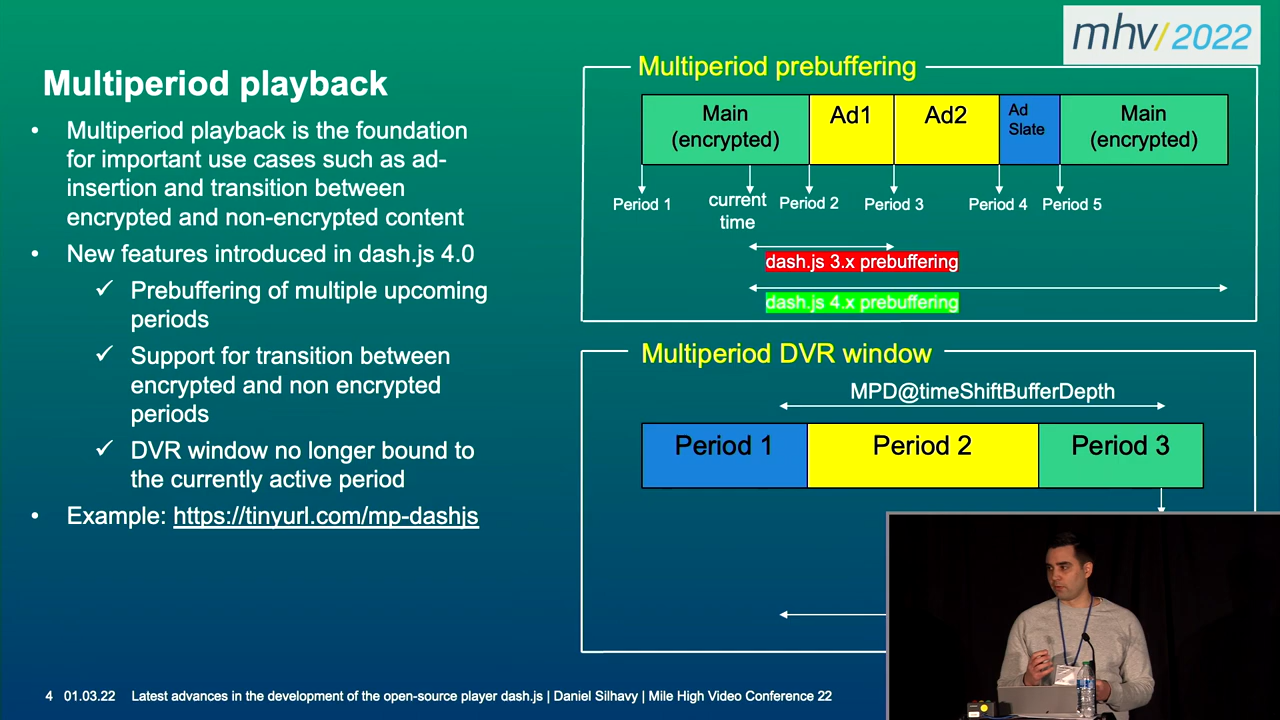 mhv/2022
Multiperiod playback
• Multiperiod playback is the foundation
for important use cases such as ad-
insertion and transition between
encrypted and non-encrypted content
• New features introduced in dash.js 4.0
✓ Prebuffering of multiple upcoming
periods
✓ Support for transition between
encrypted and non encrypted
periods
✓ DVR window no longer bound to
the currently active period
• Example: https://tinyurl.com/mp-dashjs
Multiperiod prebuffering
Main
(encrypted)
Ad1
Ad2
Ad
Slate
Main
(encrypted)
Period 1
current
time
Period 2
Period 3
Period 4
Period 5
dash.js 3.x prebuffering
dash.js 4.x prebuffering
Multiperiod DVR window
MPD@timeShiftBufferDepth
Period 1
Period 2
Period 3
4 01.03.22 Latest advances in the development of the open-source player dash.js | Daniel Silhavy | Mile High Video Conference 22